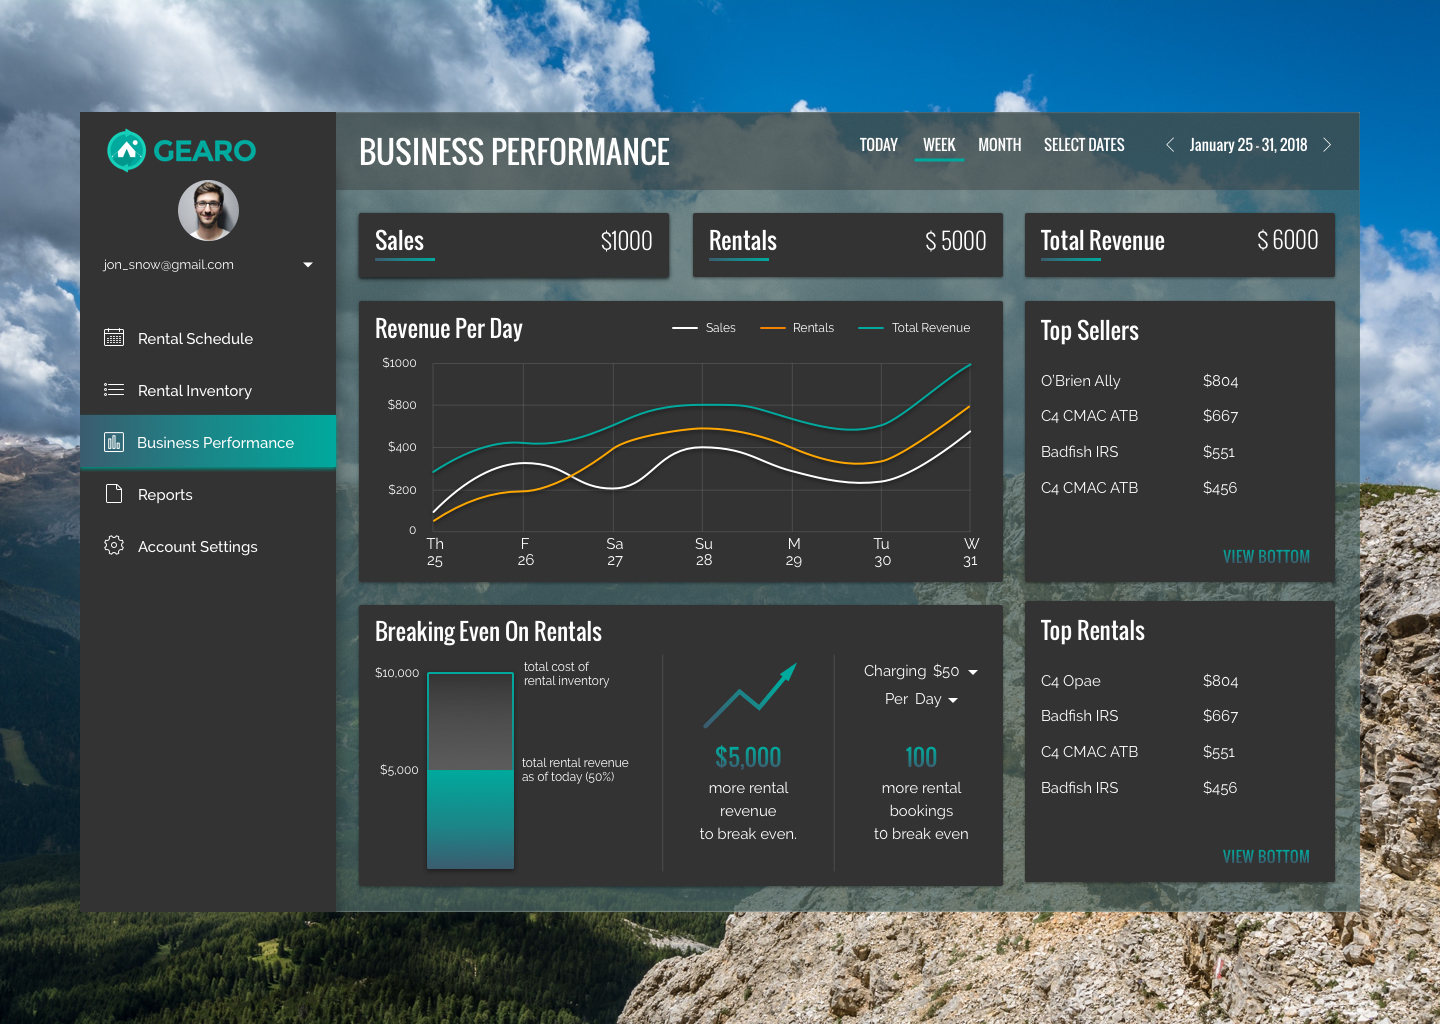 GEARO
jon_snow@gmail.com
Rental Schedule
Rental Inventory
Business Performance
Reports
Account Settings
BUSINESS PERFORMANCE
TODAY WEEK MONTH SELECT DATES January 25 - 31, 2018
Sales $1000
Rentals $ 5000
Total Revenue $ 6000
Revenue Per Day
Sales Rentals Total Revenue
$1000
$800
$400
$200
0
Th F Sa Su M Tu W
25 26 27 28 29 30 31
Top Sellers
O'Brien Ally $804
C4 CMAC ATB $667
Badfish IRS $551
C4 CMAC ATB $456
VIEW BOTTOM
Breaking Even On Rentals
$10,000
total cost of
rental inventory
$5,000
total rental revenue
as of today (50%)
$5,000
more rental
revenue
to break even.
Charging $50
Per Day
100
more rental
bookings
t0 break even
Top Rentals
C4 Opae $804
Badfish IRS $667
C4 CMAC ATB $551
Badfish IRS $456
VIEW BOTTOM